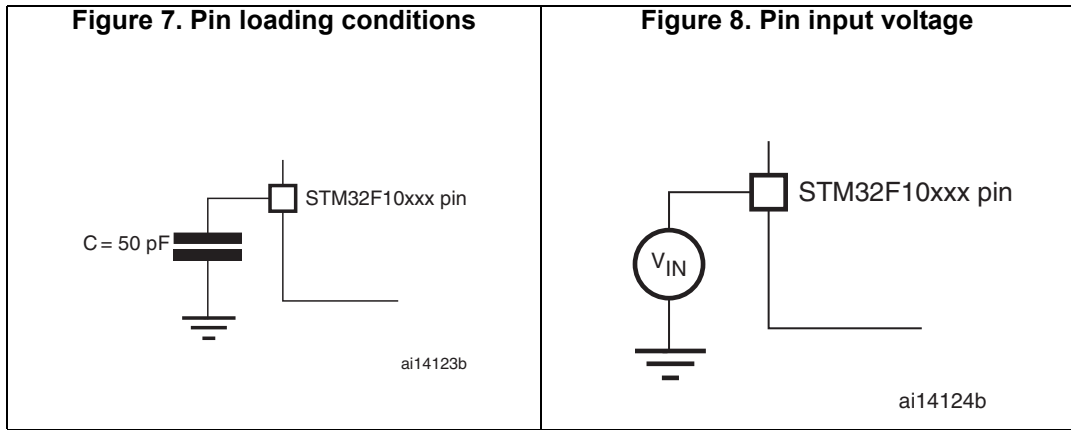 Figure 7. Pin loading conditions
STM32F10xxx pin
C = 50 pF
ai14123b
Figure 8. Pin input voltage
STM32F10xxx pin
VIN
ai14124b